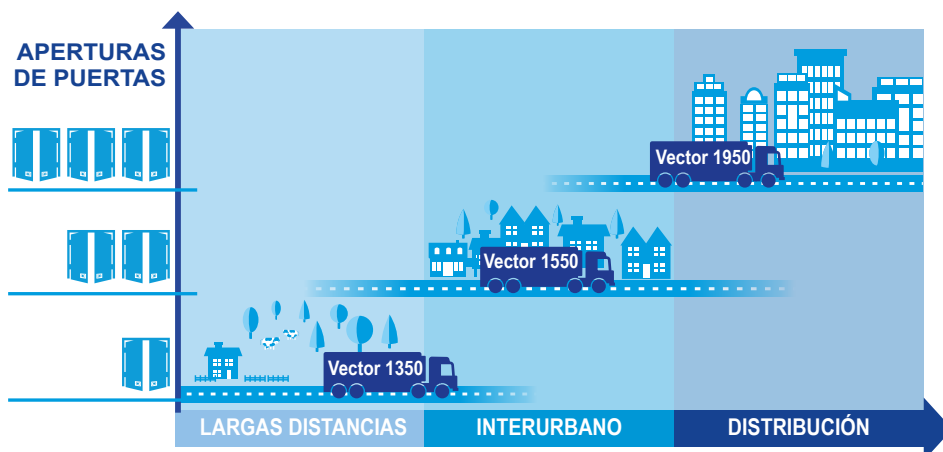 APERTURAS
DE PUERTAS
Vector 1950
Vector 1550
Vector 1350
LARGAS DISTANCIAS
INTERURBANO
DISTRIBUCIÓN